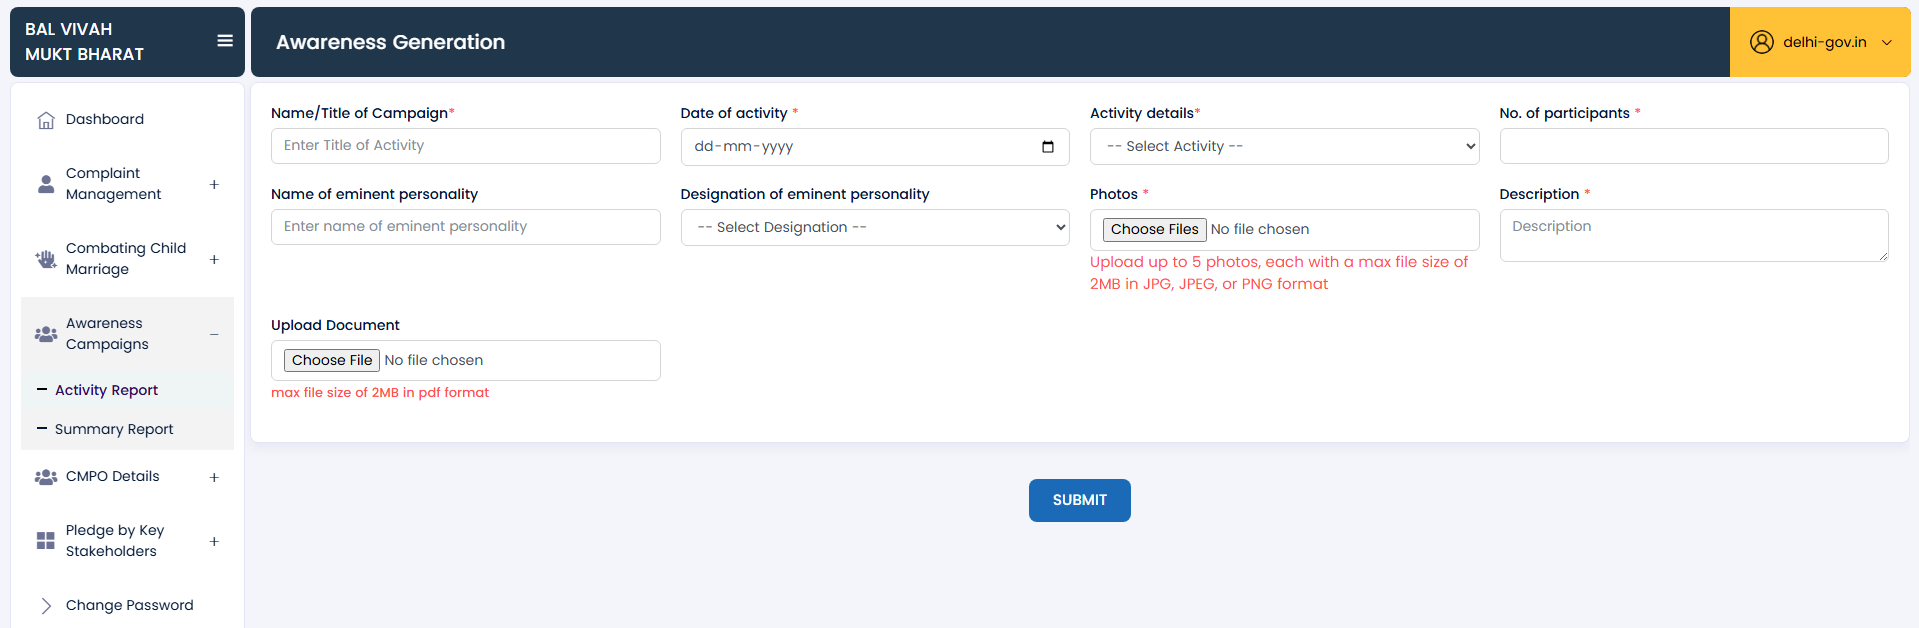 BAL VIVAH
MUKT BHARAT
Awareness Generation
delhi-gov.in
Dashboard
Complaint
Management
+
Combating Child
Marriage
+
Awareness
Campaigns
–
– Activity Report
– Summary Report
CMPO Details
+
Pledge by Key
Stakeholders
+
Change Password
Name/Title of Campaign*
Enter Title of Activity
Date of activity *
dd-mm-yyyy
Activity details*
-- Select Activity --
No. of participants *
Name of eminent personality
Enter name of eminent personality
Designation of eminent personality
-- Select Designation --
Photos *
Choose Files No file chosen
Upload up to 5 photos, each with a max file size of
2MB in JPG, JPEG, or PNG format
Description *
Description
Upload Document
Choose File No file chosen
max file size of 2MB in pdf format
SUBMIT